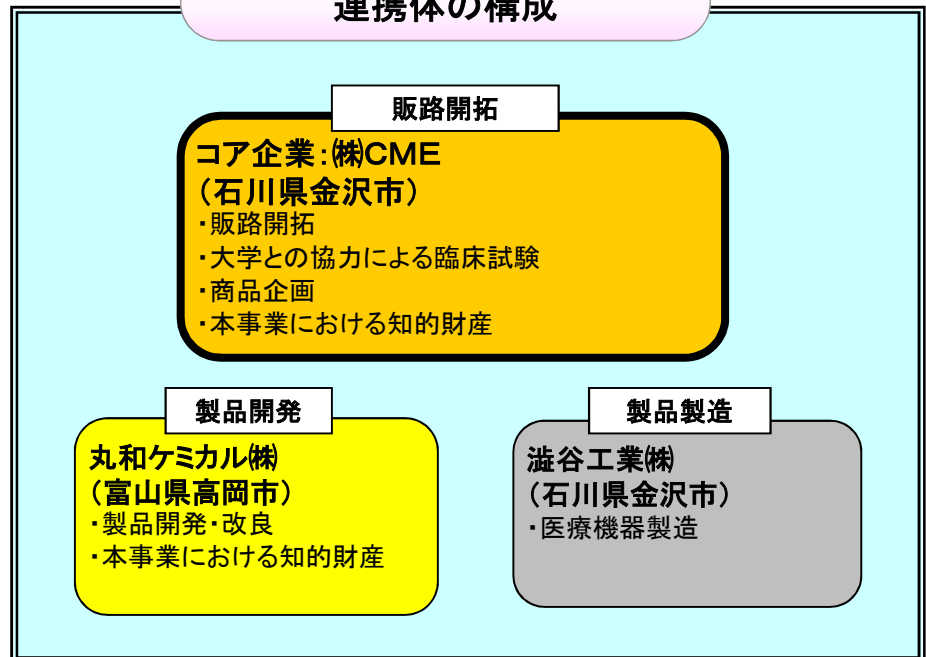 連携体の構成
販路開拓
コア企業：㈱CME
（石川県金沢市）
・販路開拓
・大学との協力による臨床試験
・商品企画
・本事業における知的財産
製品開発
丸和ケミカル㈱
（富山県高岡市）
・製品開発・改良
・本事業における知的財産
製品製造
澁谷工業㈱
（石川県金沢市）
・医療機器製造